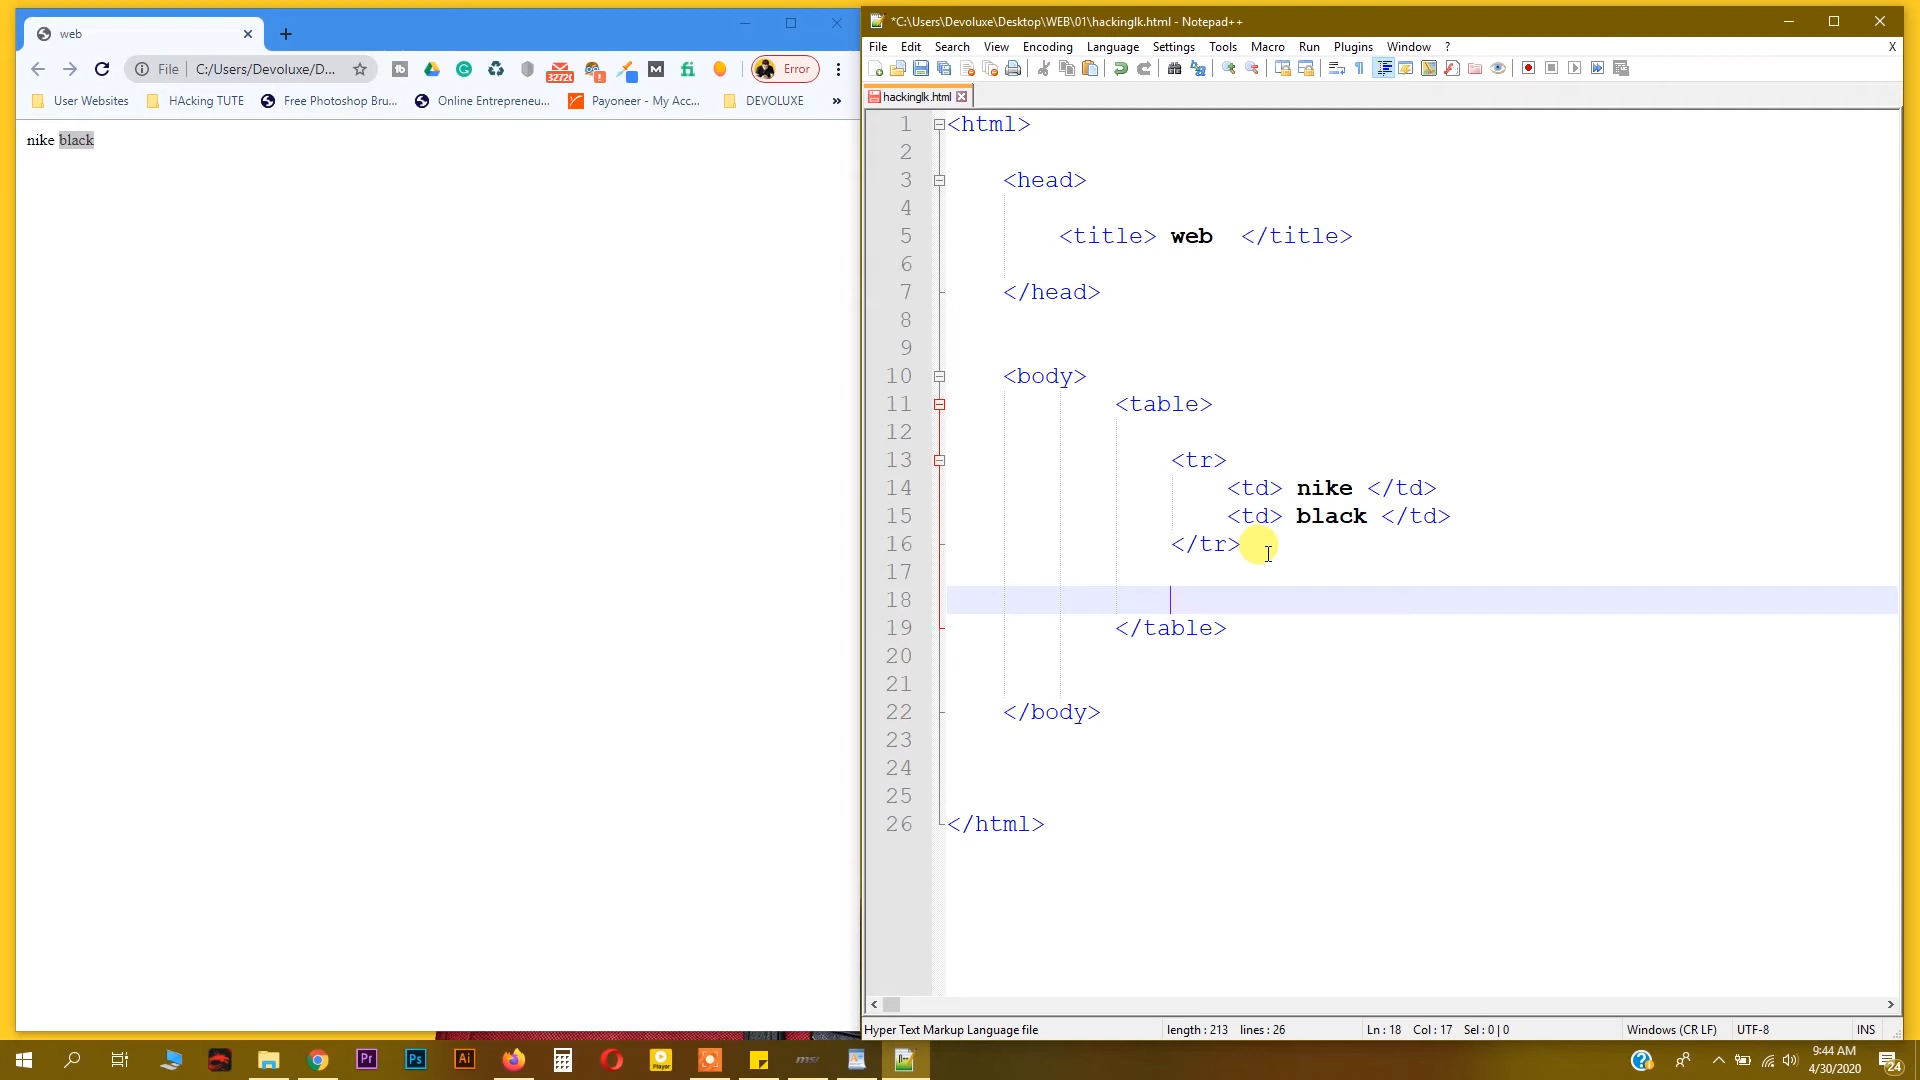 web
File C:/Users/Devoluxe/D...
32720
Error
User Websites HAcking TUTE Free Photoshop Bru... Online Entrepreneu... Payoneer - My Acc... DEVOLUXE »
nike black
*C:\Users\Devoluxe\Desktop\WEB\01\hackinglk.html - Notepad++
File Edit Search View Encoding Language Settings Tools Macro Run Plugins Window ? X
hackinglk.html
1 <html>
2
3 <head>
4
5 <title> web </title>
6
7 </head>
8
9
10 <body>
11 <table>
12
13 <tr>
14 <td> nike </td>
15 <td> black </td>
16 </tr>
17
18
19 </table>
20
21
22 </body>
23
24
25
26 </html>
Hyper Text Markup Language file length : 213 lines : 26 Ln : 18 Col : 17 Sel : 0 | 0 Windows (CR LF) UTF-8 INS
Pr Ps Ai Player
9:44 AM
4/30/2020
24